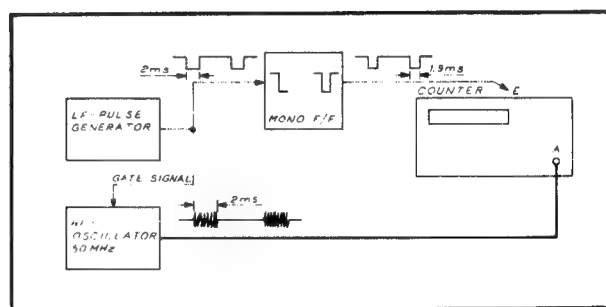 2ms
1.9ms
MONO F/F
COUNTER E
LF-PULSE
GENERATOR
A
GATE SIGNAL
2ms
OSCILLATOR
50 MHz